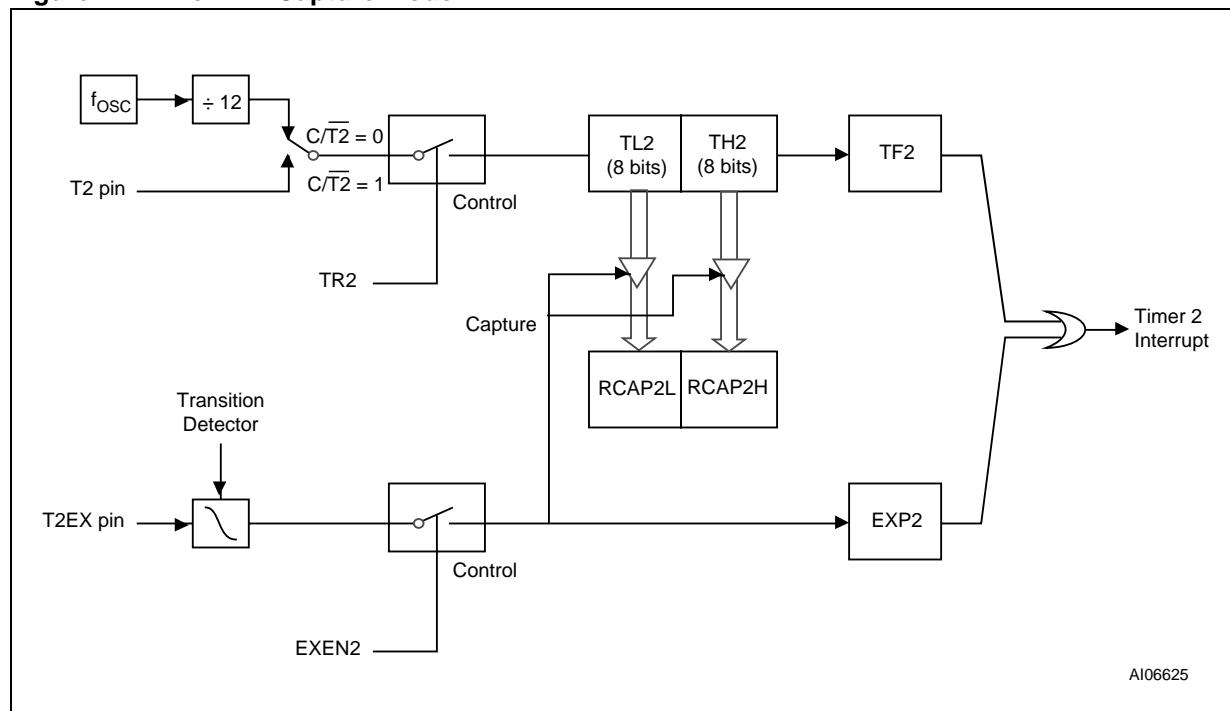 fOSC
÷ 12
C/T2 = 0
C/T2 = 1
T2 pin
Control
TR2
TL2
(8 bits)
TH2
(8 bits)
TF2
Capture
RCAP2L
RCAP2H
Timer 2
Interrupt
Transition
Detector
T2EX pin
Control
EXP2
EXEN2
AI06625